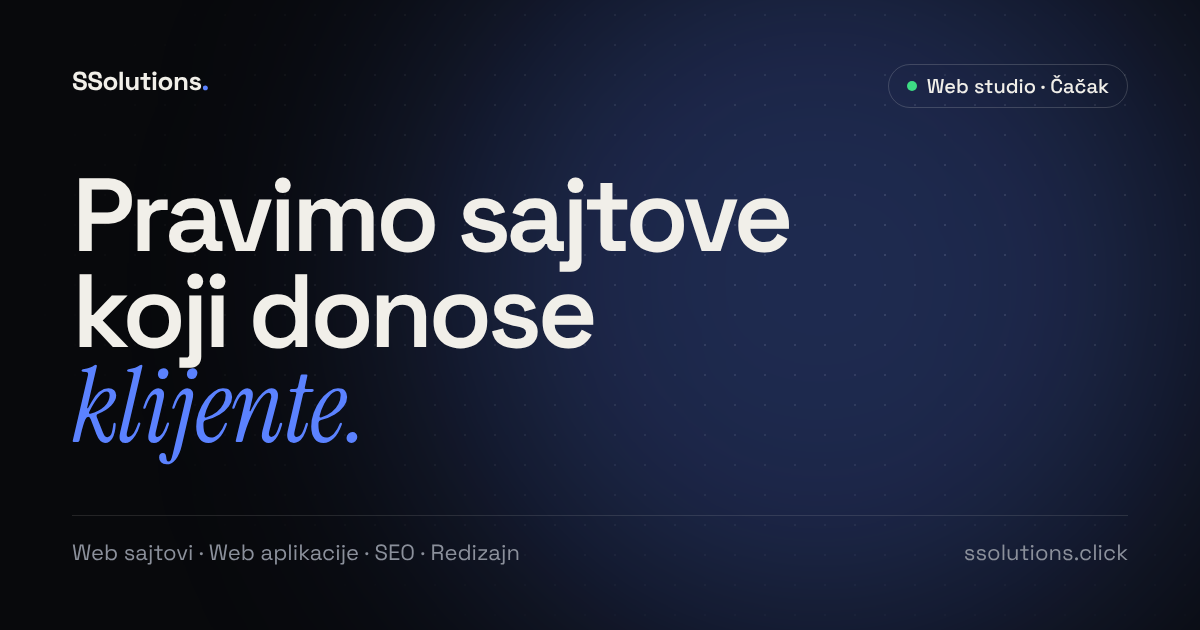 SSolutions.
Web studio · Čačak
Pravimo sajtove
koji donose
klijente.
Web sajtovi · Web aplikacije · SEO · Redizajn
ssolutions.click